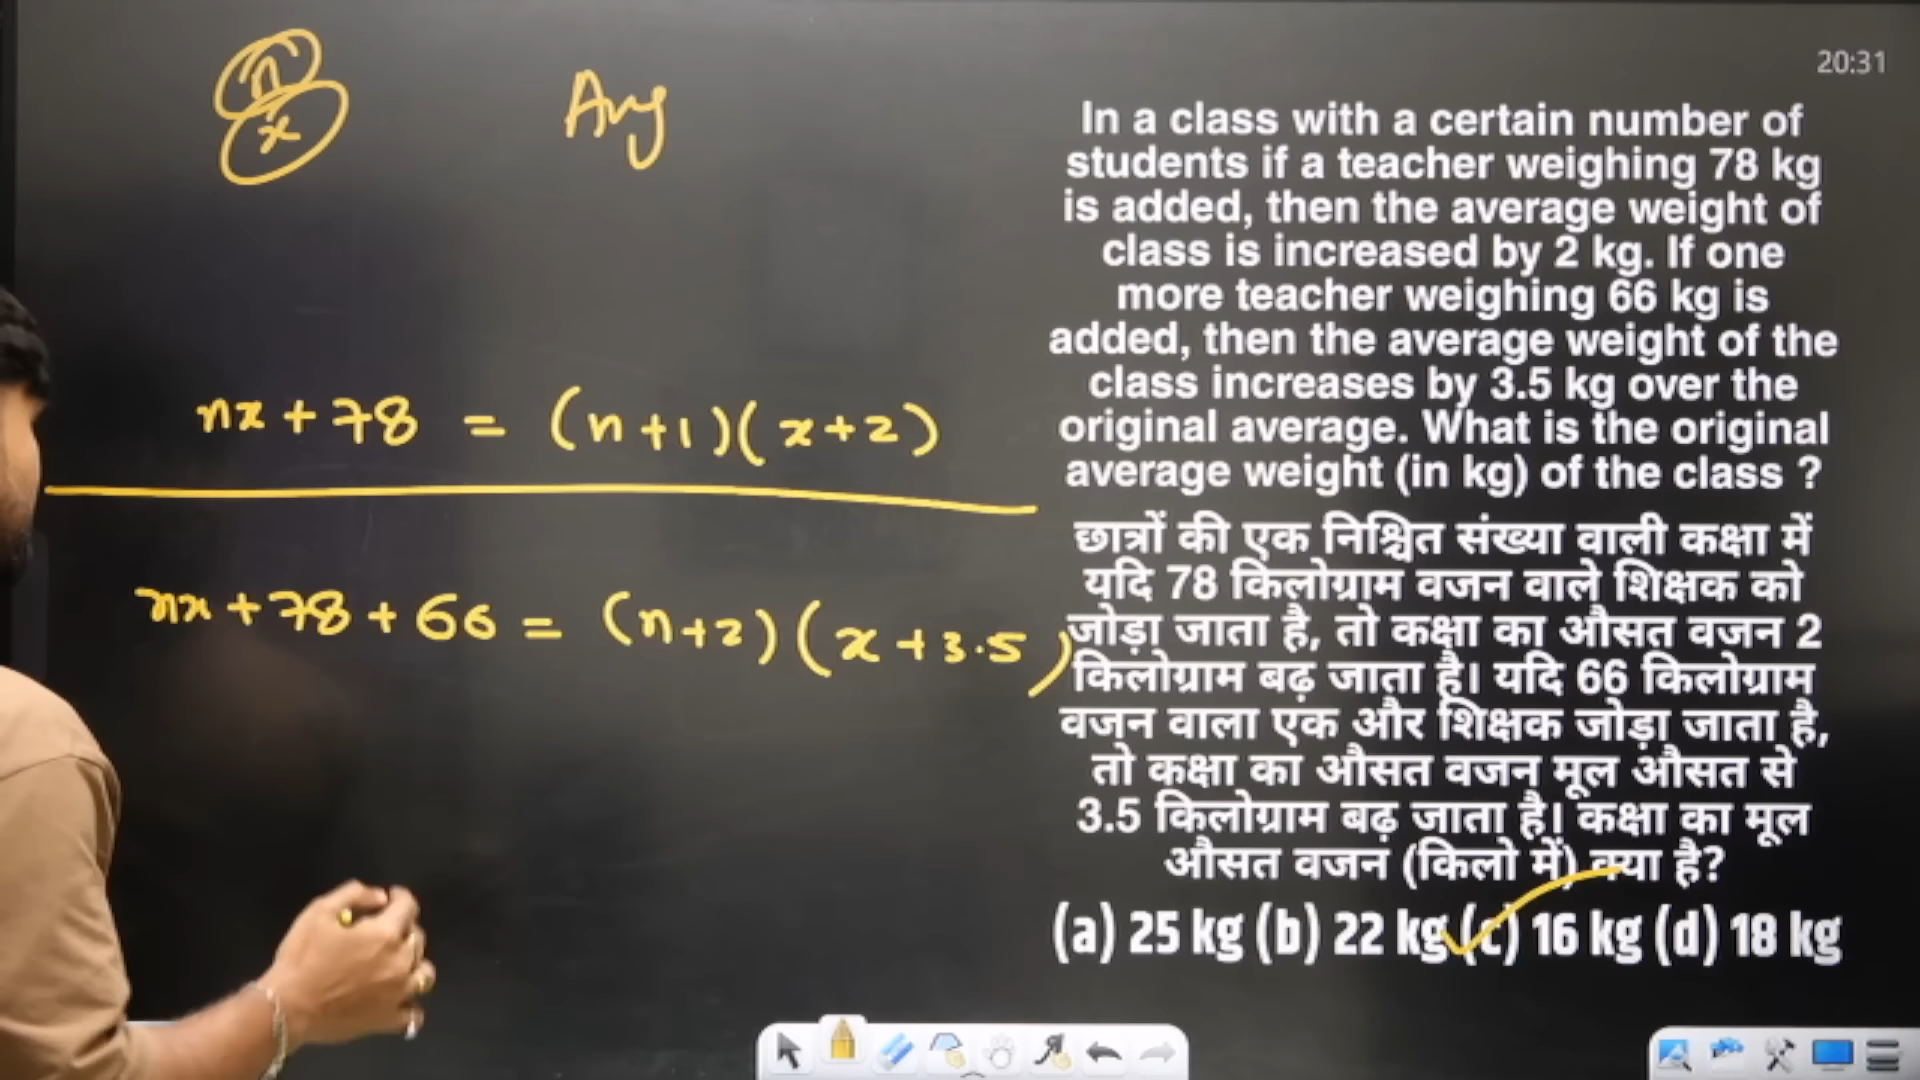 n
x
Avg
nx + 78 = (n+1)(x+2)
nx + 78 + 66 = (n+2)(x+3.5)
20:31
In a class with a certain number of
students if a teacher weighing 78 kg
is added, then the average weight of
class is increased by 2 kg. If one
more teacher weighing 66 kg is
added, then the average weight of the
class increases by 3.5 kg over the
original average. What is the original
average weight (in kg) of the class ?
छात्रों की एक निश्चित संख्या वाली कक्षा में
यदि 78 किलोग्राम वजन वाले शिक्षक को
जोड़ा जाता है, तो कक्षा का औसत वजन 2
किलोग्राम बढ़ जाता है। यदि 66 किलोग्राम
वजन वाला एक और शिक्षक जोड़ा जाता है,
तो कक्षा का औसत वजन मूल औसत से
3.5 किलोग्राम बढ़ जाता है। कक्षा का मूल
औसत वजन (किलो में) क्या है?
(a) 25 kg (b) 22 kg (c) 16 kg (d) 18 kg